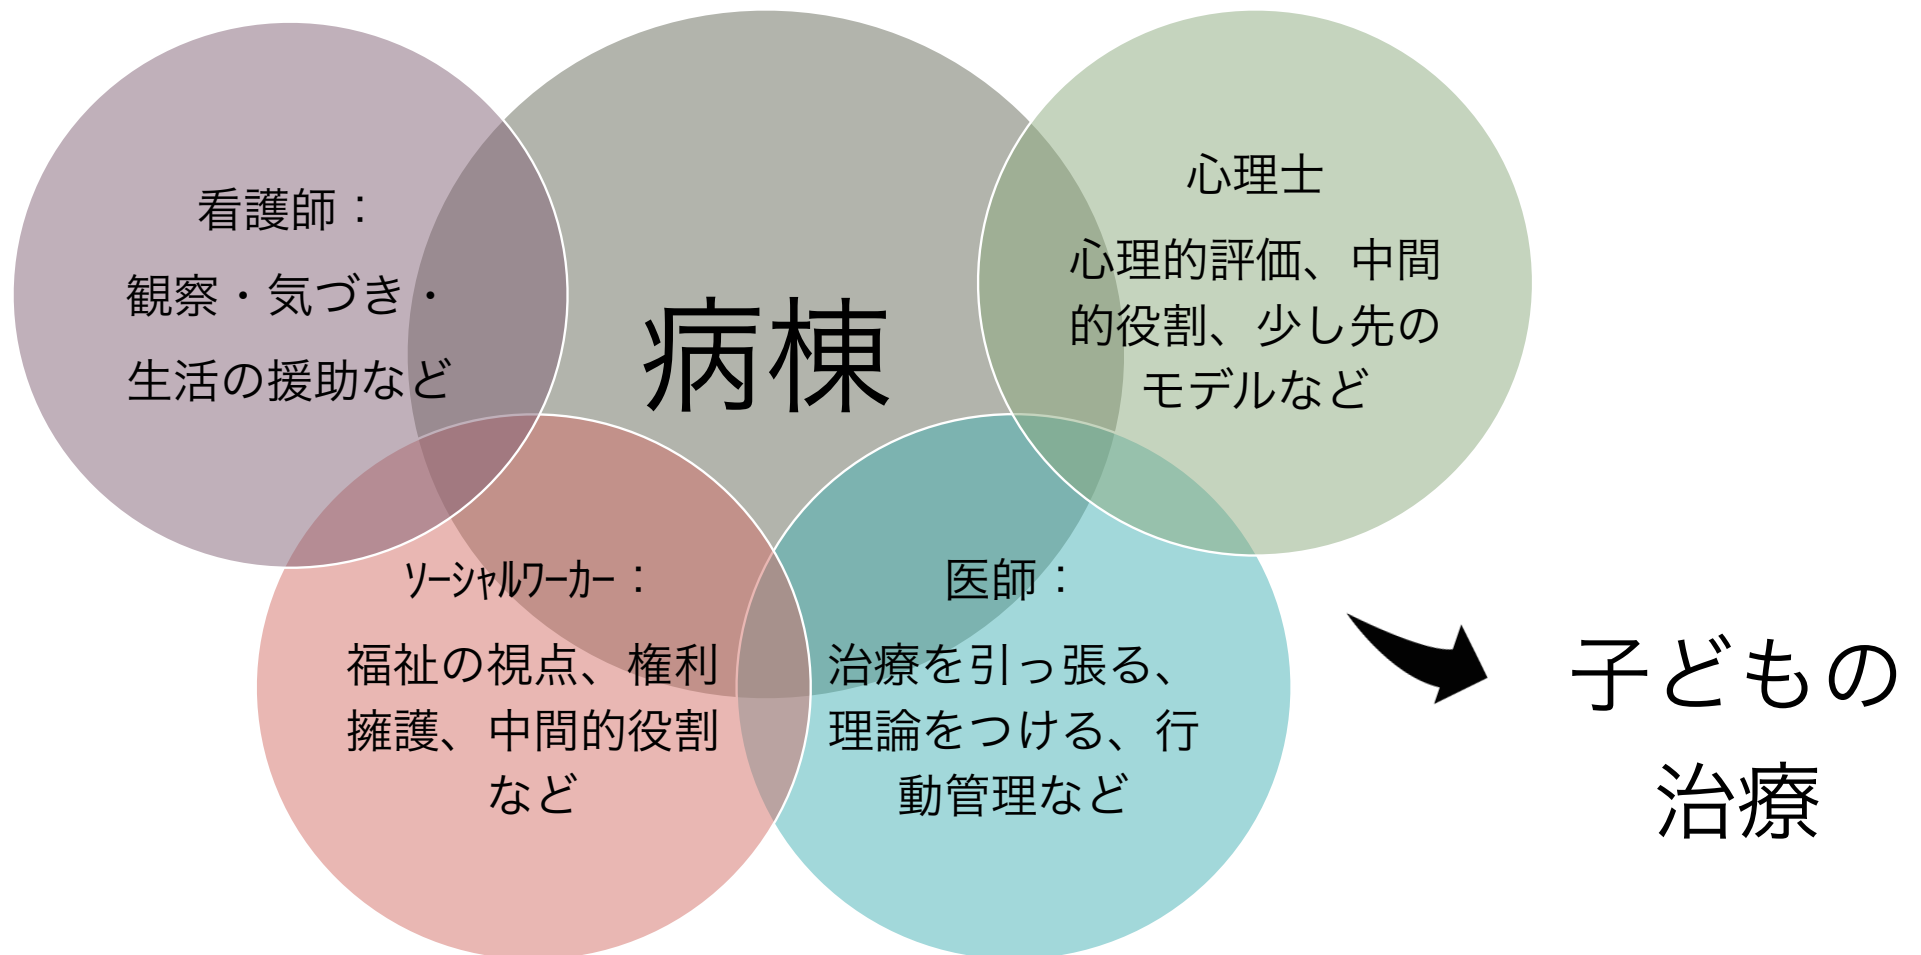 看護師：
観察・気づき・
生活の援助など
病棟
心理士
心理的評価、中間
的役割、少し先の
モデルなど
ｿｰｼｬﾙﾜｰｶｰ：
福祉の視点、権利
擁護、中間的役割
など
医師：
治療を引っ張る、
理論をつける、行
動管理など
子どもの
治療